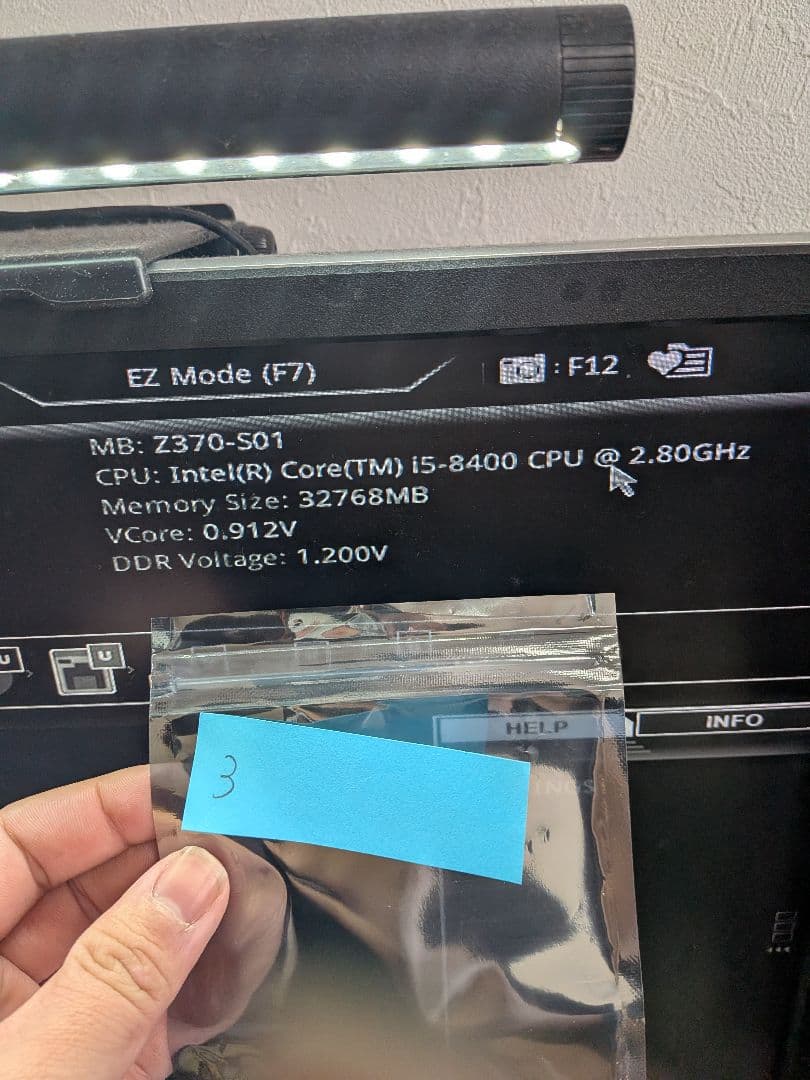 EZ Mode (F7)
: F12
MB: Z370-S01
CPU: Intel(R) Core(TM) i5-8400 CPU @ 2.80GHz
Memory Size: 32768MB
VCore: 0.912V
DDR Voltage: 1.200V
U
U
HELP
INFO
INGS
3